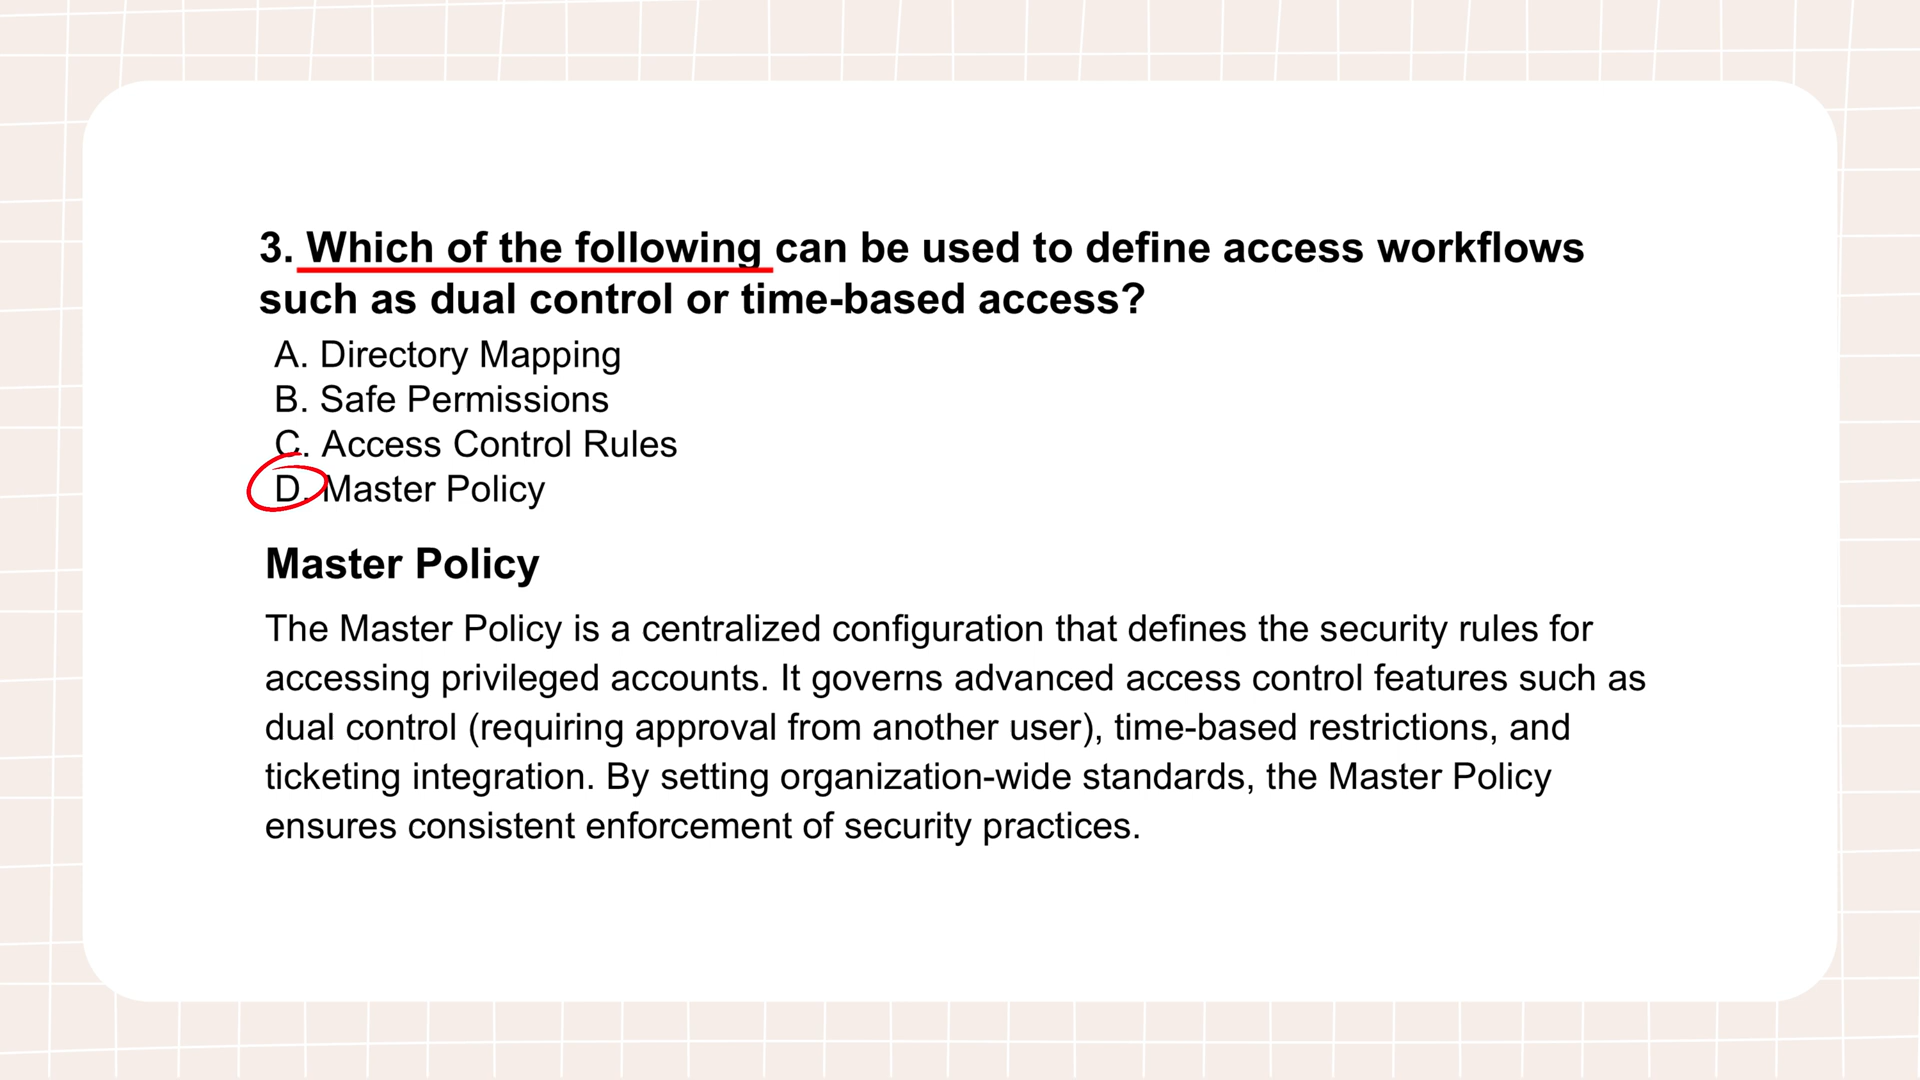 3. Which of the following can be used to define access workflows
such as dual control or time-based access?
A. Directory Mapping
B. Safe Permissions
C. Access Control Rules
D. Master Policy
Master Policy
The Master Policy is a centralized configuration that defines the security rules for
accessing privileged accounts. It governs advanced access control features such as
dual control (requiring approval from another user), time-based restrictions, and
ticketing integration. By setting organization-wide standards, the Master Policy
ensures consistent enforcement of security practices.